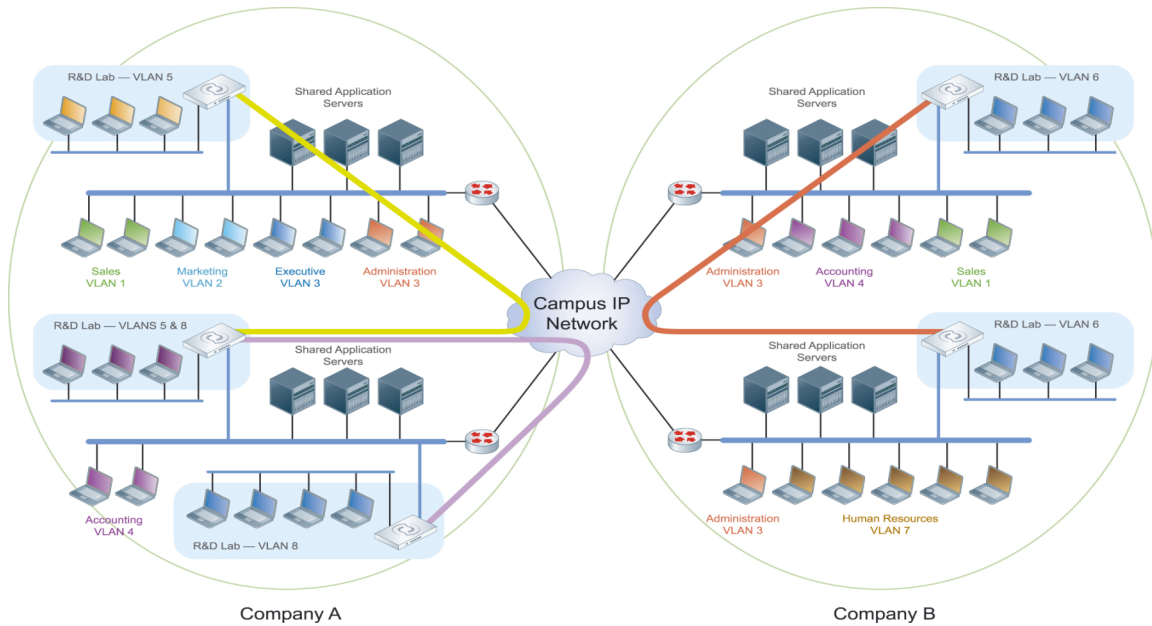 R&D Lab — VLAN 5
Shared Application
Servers
Sales
VLAN 1
Marketing
VLAN 2
Executive
VLAN 3
Administration
VLAN 3
R&D Lab — VLANS 5 & 8
Shared Application
Servers
Accounting
VLAN 4
R&D Lab — VLAN 8
Campus IP
Network
Shared Application
Servers
R&D Lab — VLAN 6
Administration
VLAN 3
Accounting
VLAN 4
Sales
VLAN 1
Shared Application
Servers
R&D Lab — VLAN 6
Administration
VLAN 3
Human Resources
VLAN 7
Company A
Company B